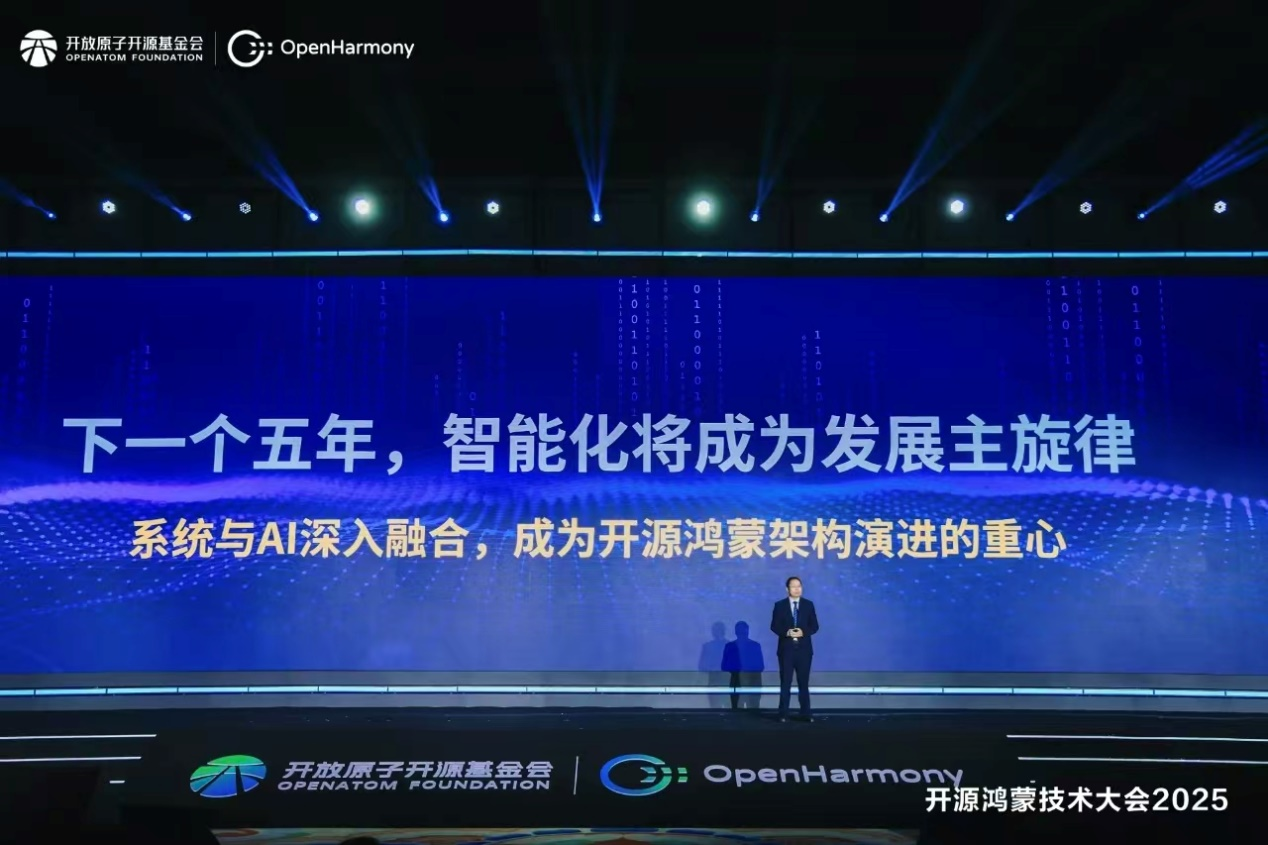 开放原子开源基金会
OPENATOM FOUNDATION
OpenHarmony
下一个五年，智能化将成为发展主旋律
系统与AI深入融合，成为开源鸿蒙架构演进的重心
开放原子开源基金会
OPENATOM FOUNDATION
OpenHarmony
开源鸿蒙技术大会2025